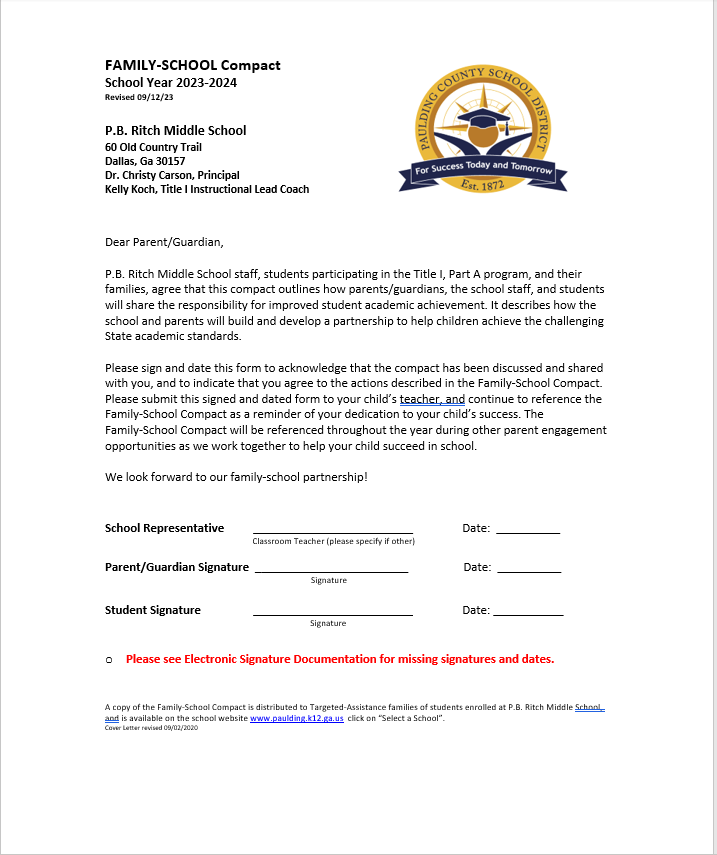 FAMILY-SCHOOL Compact
School Year 2023-2024
Revised 09/12/23
PAULDING COUNTY SCHOOL DISTRICT
For Success Today and Tomorrow
Est. 1872
P.B. Ritch Middle School
60 Old Country Trail
Dallas, Ga 30157
Dr. Christy Carson, Principal
Kelly Koch, Title I Instructional Lead Coach
Dear Parent/Guardian,
P.B. Ritch Middle School staff, students participating in the Title I, Part A program, and their
families, agree that this compact outlines how parents/guardians, the school staff, and students
will share the responsibility for improved student academic achievement. It describes how the
school and parents will build and develop a partnership to help children achieve the challenging
State academic standards.
Please sign and date this form to acknowledge that the compact has been discussed and shared
with you, and to indicate that you agree to the actions described in the Family-School Compact.
Please submit this signed and dated form to your child's teacher, and continue to reference the
Family-School Compact as a reminder of your dedication to your child's success. The
Family-School Compact will be referenced throughout the year during other parent engagement
opportunities as we work together to help your child succeed in school.
We look forward to our family-school partnership!
School Representative ____________________ Date: __________
Classroom Teacher (please specify if other)
Parent/Guardian Signature ____________________ Date: __________
Signature
Student Signature ____________________ Date: __________
Signature
o Please see Electronic Signature Documentation for missing signatures and dates.
A copy of the Family-School Compact is distributed to Targeted-Assistance families of students enrolled at P.B. Ritch Middle School,
and is available on the school website www.paulding.k12.ga.us click on "Select a School".
Cover Letter revised 09/02/2020